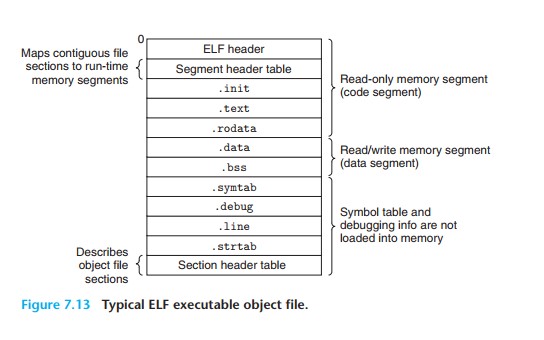 0
Maps contiguous file
sections to run-time
memory segments
ELF header
Segment header table
.init
.text
.rodata
.data
.bss
.symtab
.debug
.line
.strtab
Section header table
Read-only memory segment
(code segment)
Read/write memory segment
(data segment)
Symbol table and
debugging info are not
loaded into memory
Describes
object file
sections
Figure 7.13 Typical ELF executable object file.